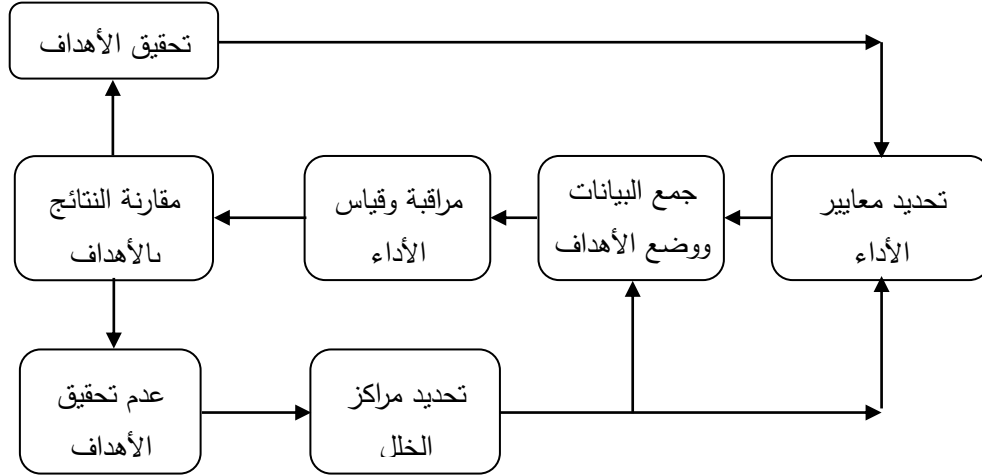 تحقيق الأهداف
تحديد معايير
الأداء
جمع البيانات
ووضع الأهداف
مراقبة وقياس
الأداء
مقارنة النتائج
بالأهداف
عدم تحقيق
الأهداف
تحديد مراكز
الخلل